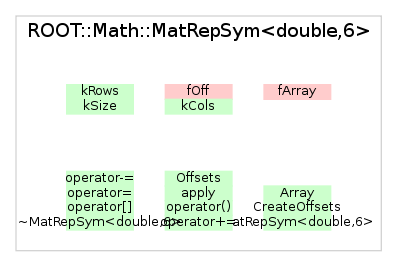 ROOT::Math::MatRepSym<double,6>
kRows
kSize
fOff
kCols
fArray
operator-=
operator=
operator[]
~MatRepSym<double,6>
Offsets
apply
operator()
operator+=
Array
CreateOffsets
atRepSym<double,6>